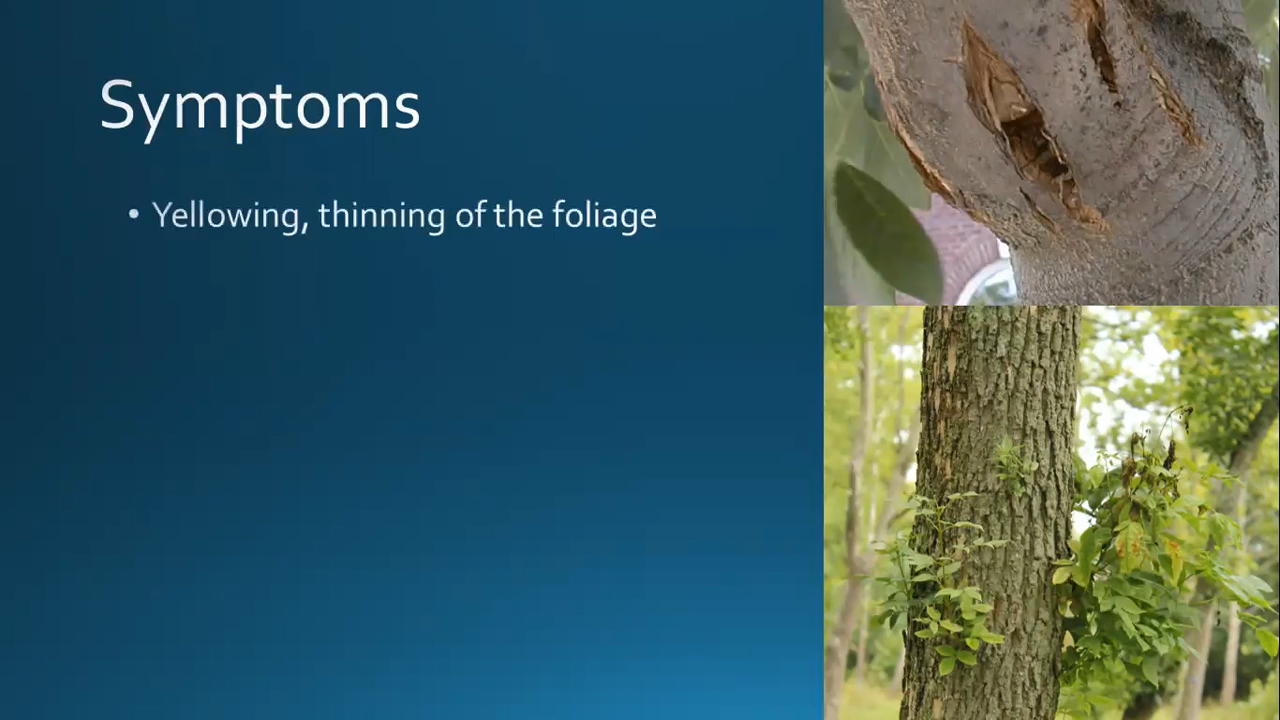 Symptoms
• Yellowing, thinning of the foliage